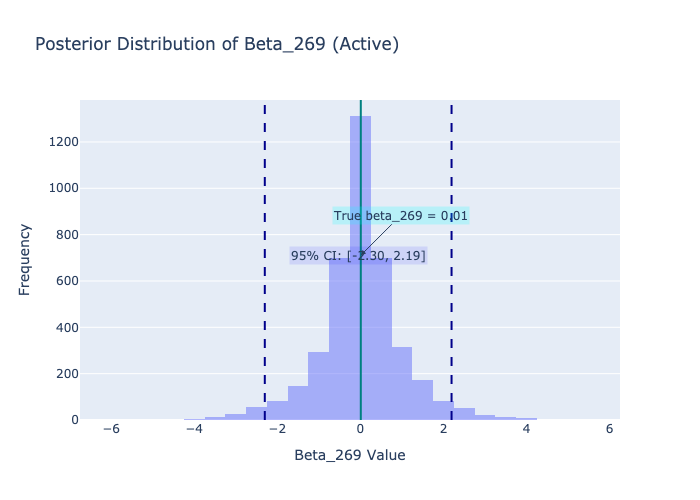 Posterior Distribution of Beta_269 (Active)
1200
1000
800
600
400
200
0
Frequency
True beta_269 = 0.01
95% CI: [-2.30, 2.19]
−6
−4
−2
0
2
4
6
Beta_269 Value